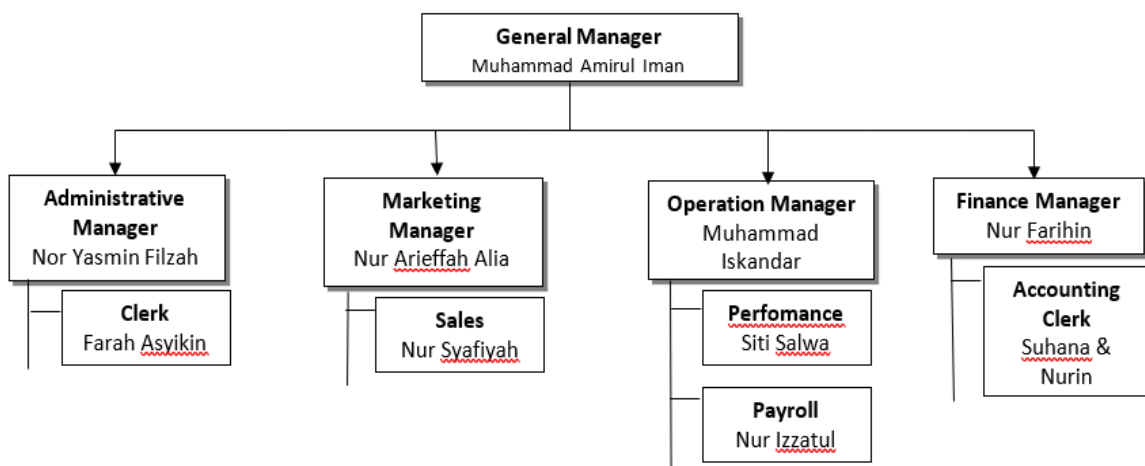 General Manager
Muhammad Amirul Iman
Administrative
Manager
Nor Yasmin Filzah
Clerk
Farah Asyikin
Marketing
Manager
Nur Arieffah Alia
Sales
Nur Syafiyah
Operation Manager
Muhammad
Iskandar
Perfomance
Siti Salwa
Payroll
Nur Izzatul
Finance Manager
Nur Farihin
Accounting
Clerk
Suhana &
Nurin